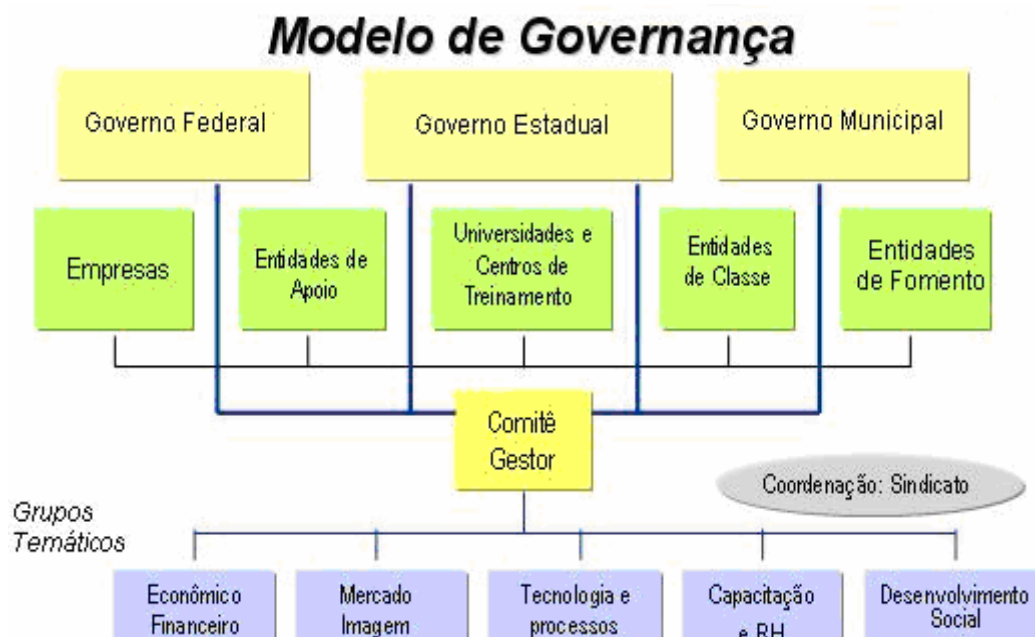 Modelo de Governança
Governo Federal
Governo Estadual
Governo Municipal
Empresas
Entidades de
Apoio
Universidades e
Centros de
Treinamento
Entidades
de Classe
Entidades
de Fomento
Comitê
Gestor
Coordenação: Sindicato
Grupos
Temáticos
Econômico
Financeiro
Mercado
Imagem
Tecnologia e
processos
Capacitação
e RH
Desenvolvimento
Social